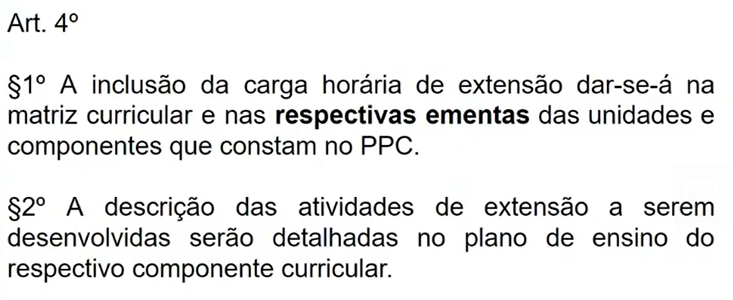 Art. 4º
§1º A inclusão da carga horária de extensão dar-se-á na
matriz curricular e nas respectivas ementas das unidades e
componentes que constam no PPC.
§2º A descrição das atividades de extensão a serem
desenvolvidas serão detalhadas no plano de ensino do
respectivo componente curricular.